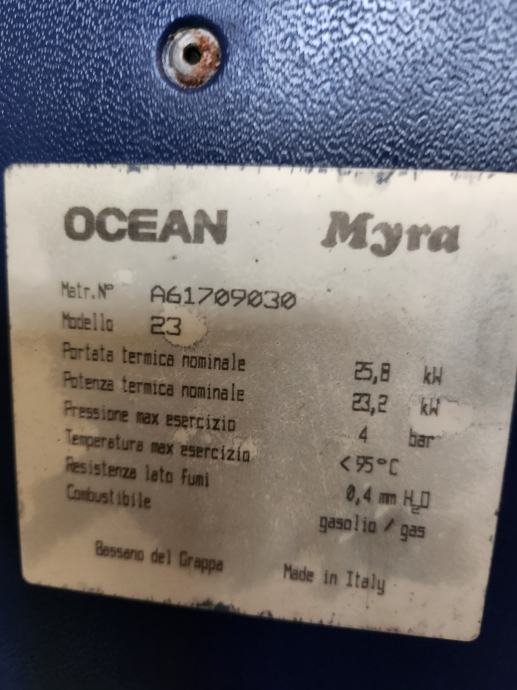 OCEAN Myra
Matr.Nº A61709030
Modello 23
Portata termica nominale 25,8 kW
Potenza termica nominale 23,2 kW
Pressione max esercizio 4 bar
Temperatura max esercizio < 95°C
Resistenza lato fumi 0,4 mm H₂O
Combustibile gasolio / gas
Bassano del Grappa Made in Italy